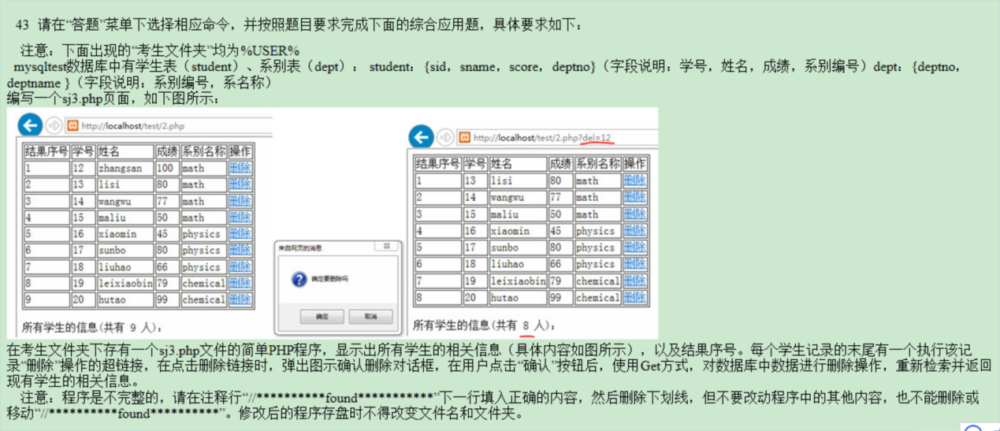 43 请在“答题”菜单下选择相应命令，并按照题目要求完成下面的综合应用题，具体要求如下：
注意：下面出现的“考生文件夹”均为%USER%
mysqltest数据库中有学生表（student）、系别表（dept）： student：{sid，sname，score，deptno}（字段说明：学号，姓名，成绩，系别编号）dept：{deptno，
deptname }（字段说明：系别编号，系名称）
编写一个sj3.php页面，如下图所示：
http://localhost/test/2.php
结果序号 学号 姓名 成绩 系别名称 操作
1 12 zhangsan 100 math 删除
2 13 lisi 80 math 删除
3 14 wangwu 77 math 删除
4 15 maliu 50 math 删除
5 16 xiaomin 45 physics 删除
6 17 sunbo 80 physics 删除
7 18 liuhao 66 physics 删除
8 19 leixiaobin 79 chemical 删除
9 20 hutao 99 chemical 删除
所有学生的信息(共有 9 人)：
来自网页的消息
确定要删除吗
确定 取消
http://localhost/test/2.php?del=12
结果序号 学号 姓名 成绩 系别名称 操作
1 13 lisi 80 math 删除
2 14 wangwu 77 math 删除
3 15 maliu 50 math 删除
4 16 xiaomin 45 physics 删除
5 17 sunbo 80 physics 删除
6 18 liuhao 66 physics 删除
7 19 leixiaobin 79 chemical 删除
8 20 hutao 99 chemical 删除
所有学生的信息(共有 8 人)：
在考生文件夹下存有一个sj3.php文件的简单PHP程序，显示出所有学生的相关信息（具体内容如图所示），以及结果序号。每个学生记录的末尾有一个执行该记
录“删除”操作的超链接，在点击删除链接时，弹出图示确认删除对话框，在用户点击“确认”按钮后，使用Get方式，对数据库中数据进行删除操作，重新检索并返回
现有学生的相关信息。
注意：程序是不完整的，请在注释行“//**********found***********”下一行填入正确的内容，然后删除下划线，但不要改动程序中的其他内容，也不能删除或
移动“//**********found**********”。修改后的程序存盘时不得改变文件名和文件夹。